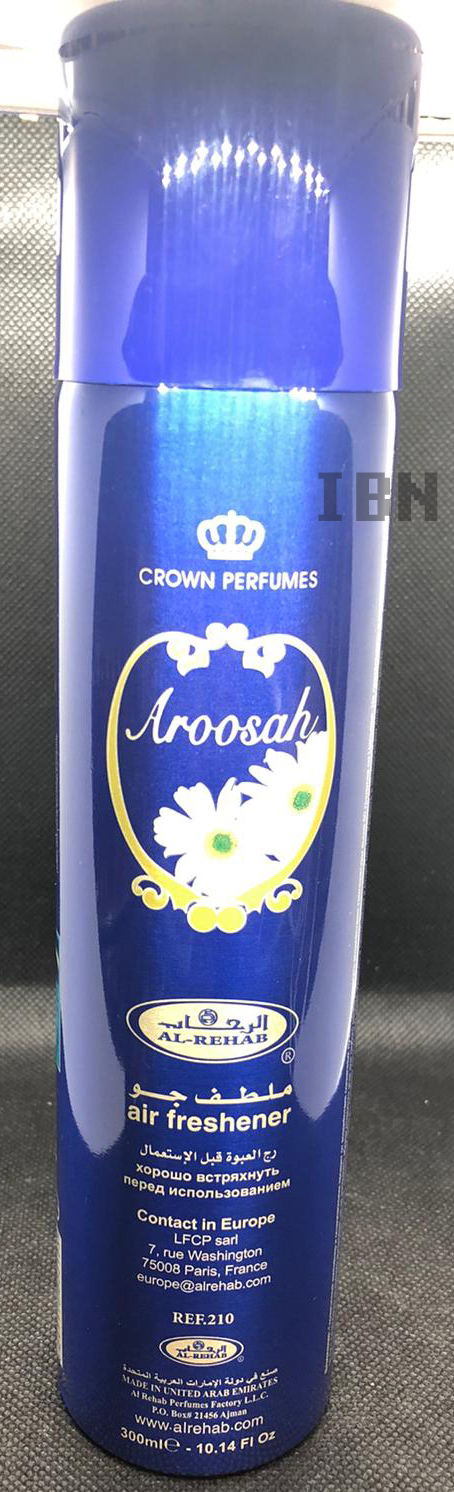 IBN
CROWN PERFUMES
Aroosah
الرحاب
AL-REHAB
®
ملطف جو
air freshener
رج العبوة قبل الإستعمال
хорошо встряхнуть
перед использованием
Contact in Europe
LFCP sarl
7, rue Washington
75008 Paris, France
europe@alrehab.com
REF.210
الرحاب
AL-REHAB
صنع في دولة الإمارات العربية المتحدة
MADE IN UNITED ARAB EMIRATES
Al Rehab Perfumes Factory L.L.C.
P.O. Box# 21456 Ajman
www.alrehab.com
300ml℮ - 10.14 Fl Oz